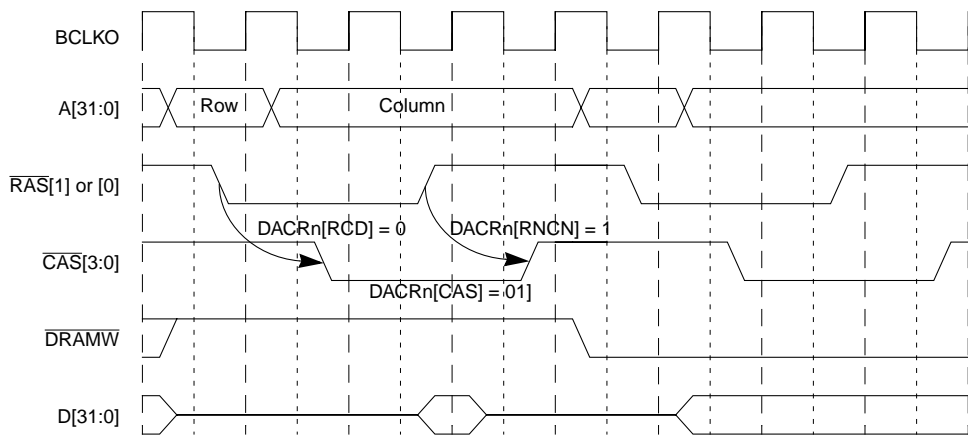 BCLKO
A[31:0]
Row
Column
RAS[1] or [0]
DACRn[RCD] = 0
DACRn[RNCN] = 1
CAS[3:0]
DACRn[CAS] = 01]
DRAMW
D[31:0]